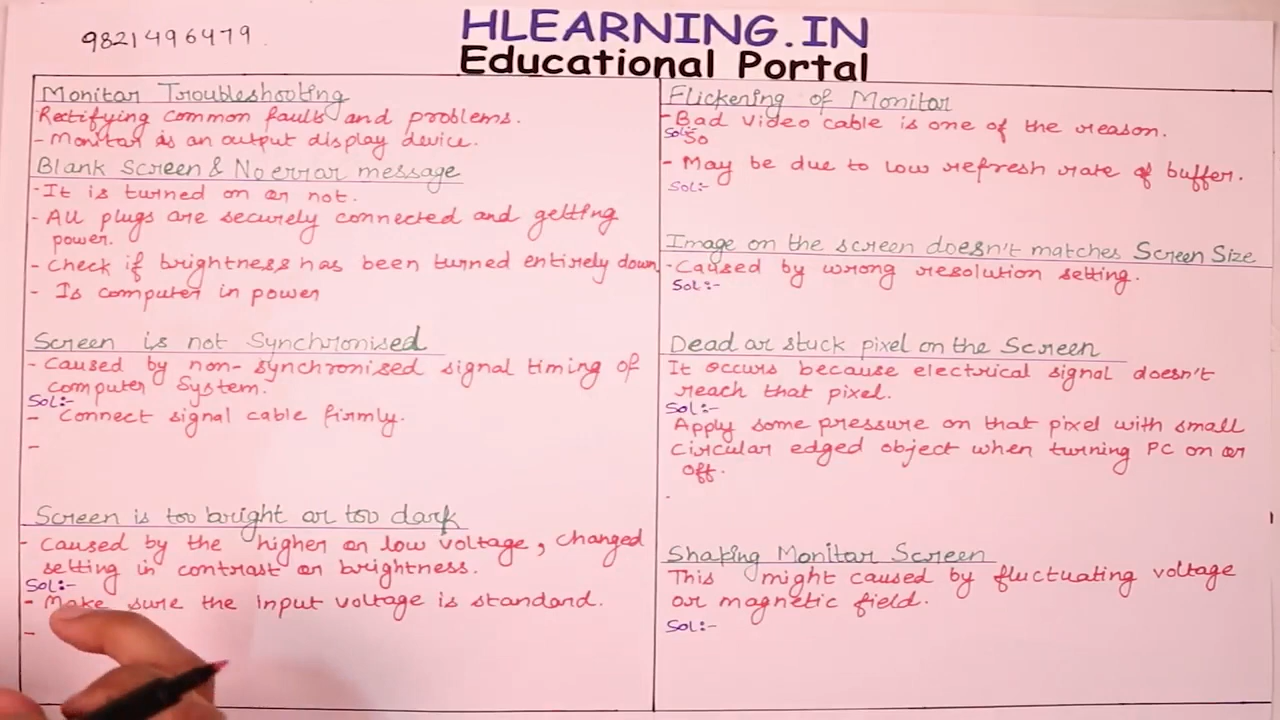 9821496479
HLEARNING.IN
Educational Portal
Monitor Troubleshooting
Rectifying common faults and problems.
- Monitor is an output display device.
Blank Screen & No error message
- It is turned on or not.
- All plugs are securely connected and getting
power.
- Check if brightness has been turned entirely down
- Is computer in power
Screen is not Synchronised
- Caused by non-synchronised signal timing of
computer System.
Sol:-
- Connect signal cable firmly.
-
Screen is too bright or too dark
- Caused by the higher or low voltage, changed
setting in contrast or brightness.
Sol:-
- Make sure the input voltage is standard.
-
Flickering of Monitor
- Bad video cable is one of the reason.
Sol:- So
- May be due to low refresh rate of buffer.
Sol:-
Image on the screen doesn't matches Screen Size
- Caused by wrong resolution setting.
Sol:-
Dead or stuck pixel on the Screen
It occurs because electrical signal doesn't
reach that pixel.
Sol:-
Apply some pressure on that pixel with small
Circular edged object when turning PC on or
off.
Shaking Monitor Screen
This might caused by fluctuating voltage
or magnetic field.
Sol:-